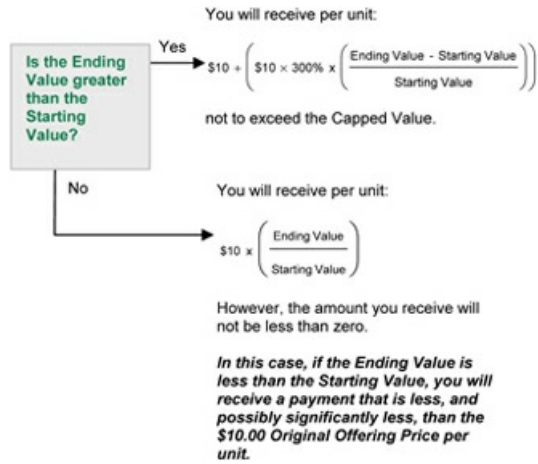 You will receive per unit:
Is the Ending
Value greater
than the
Starting
Value?
Yes
$10 + ( $10 × 300% x ( Ending Value - Starting Value
Starting Value ) )
not to exceed the Capped Value.
No
You will receive per unit:
$10 x ( Ending Value
Starting Value )
However, the amount you receive will
not be less than zero.
In this case, if the Ending Value is
less than the Starting Value, you will
receive a payment that is less, and
possibly significantly less, than the
$10.00 Original Offering Price per
unit.